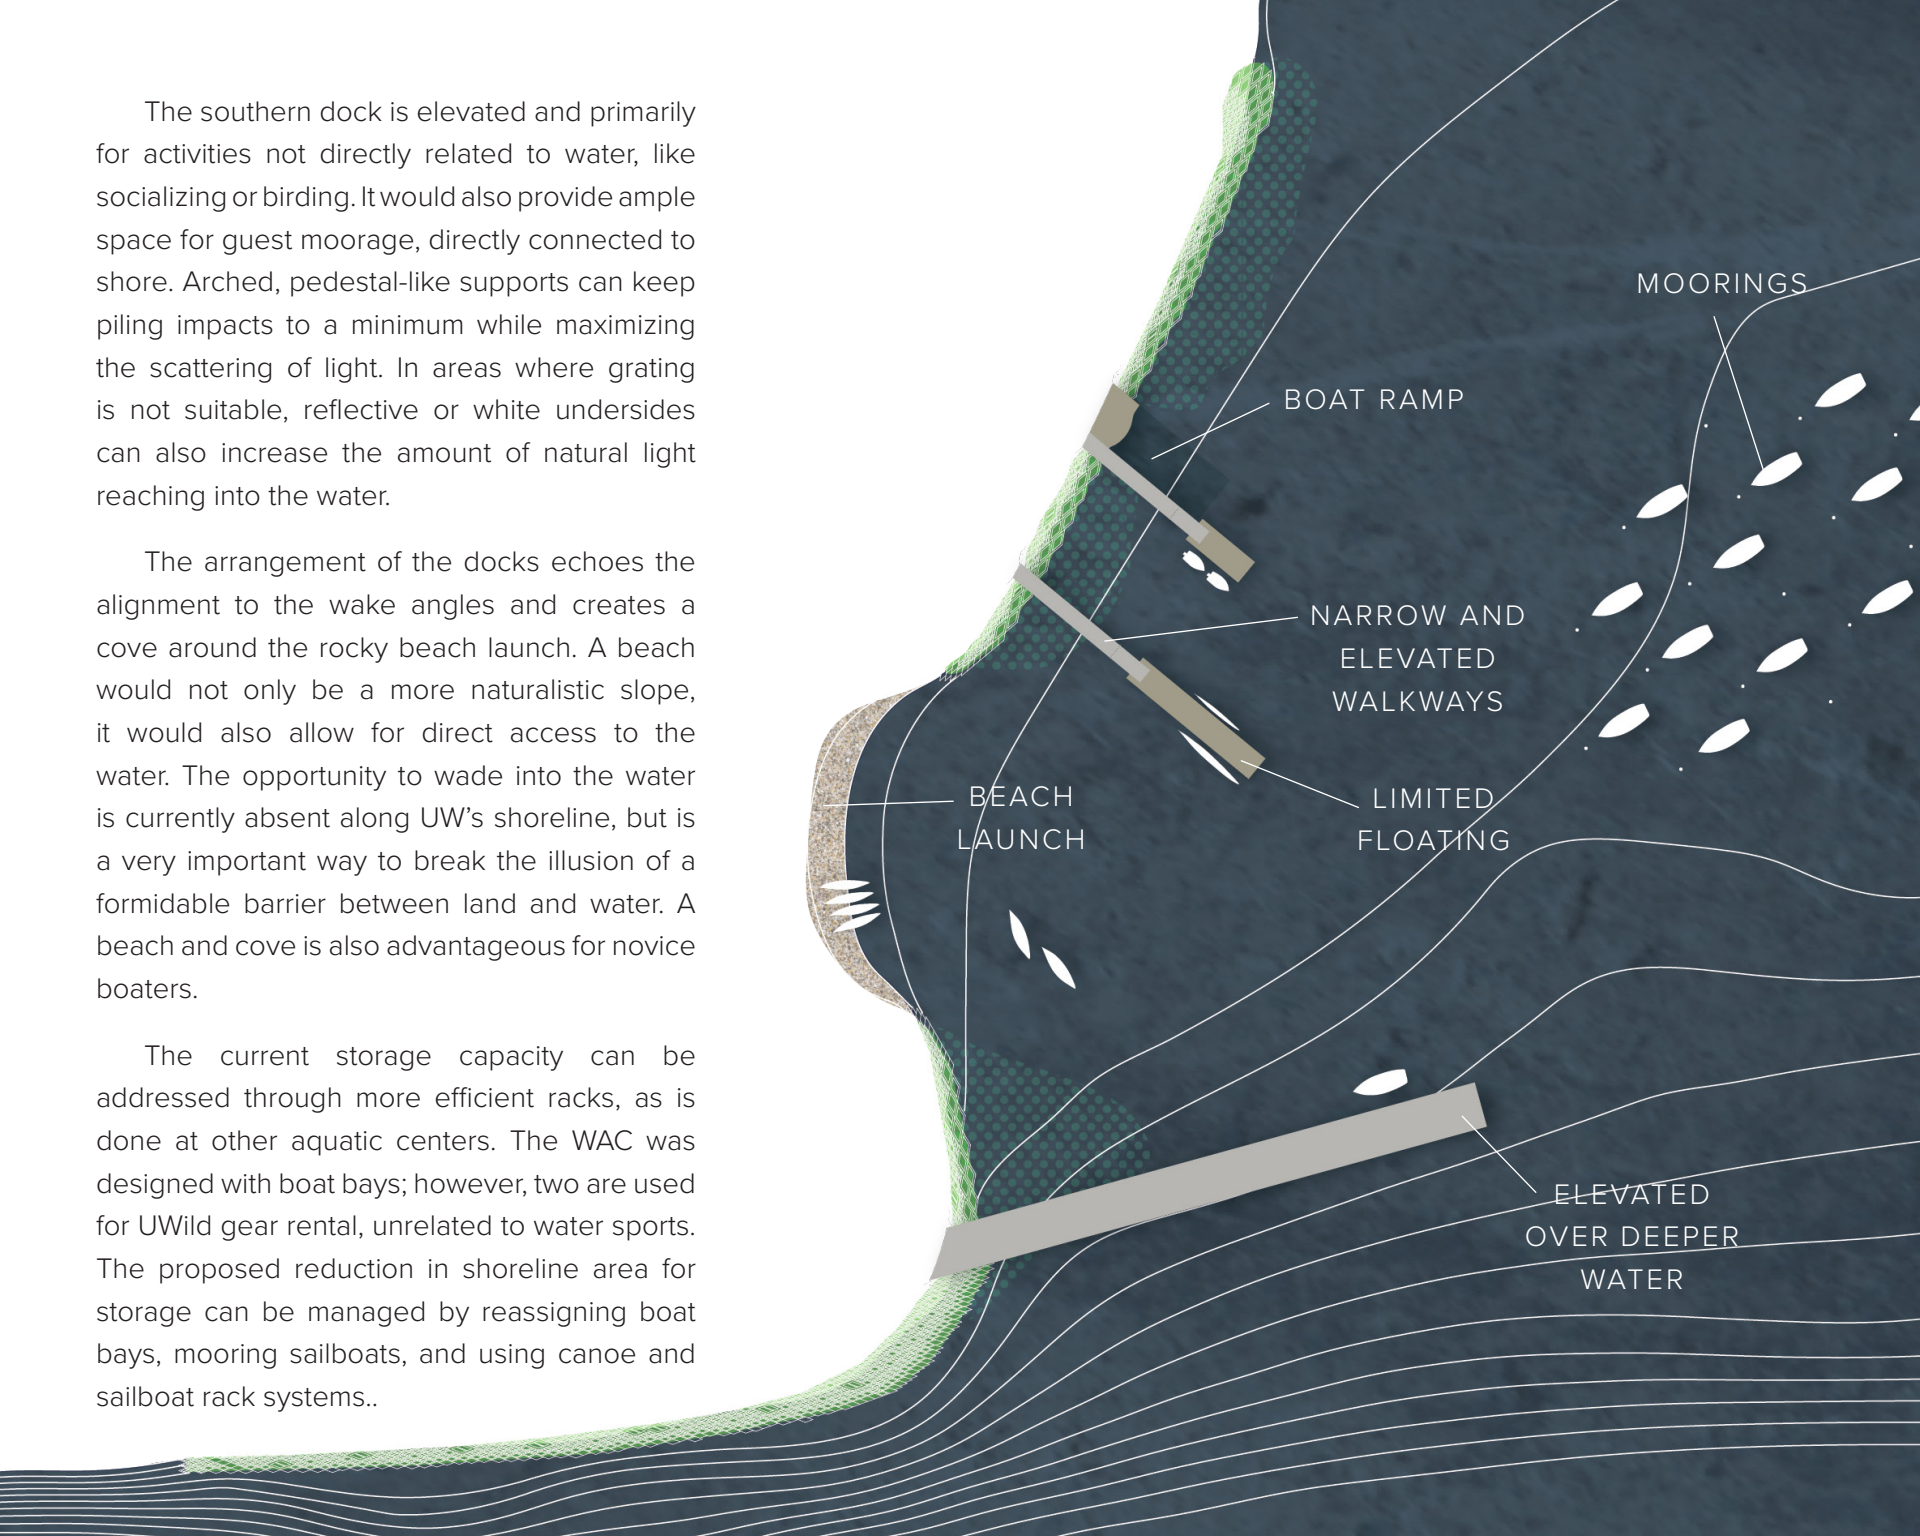 The southern dock is elevated and primarily
for activities not directly related to water, like
socializing or birding. It would also provide ample
space for guest moorage, directly connected to
shore. Arched, pedestal-like supports can keep
piling impacts to a minimum while maximizing
the scattering of light. In areas where grating
is not suitable, reflective or white undersides
can also increase the amount of natural light
reaching into the water.
The arrangement of the docks echoes the
alignment to the wake angles and creates a
cove around the rocky beach launch. A beach
would not only be a more naturalistic slope,
it would also allow for direct access to the
water. The opportunity to wade into the water
is currently absent along UW’s shoreline, but is
a very important way to break the illusion of a
formidable barrier between land and water. A
beach and cove is also advantageous for novice
boaters.
The current storage capacity can be
addressed through more efficient racks, as is
done at other aquatic centers. The WAC was
designed with boat bays; however, two are used
for UWild gear rental, unrelated to water sports.
The proposed reduction in shoreline area for
storage can be managed by reassigning boat
bays, mooring sailboats, and using canoe and
sailboat rack systems..
MOORINGS
BOAT RAMP
NARROW AND
ELEVATED
WALKWAYS
BEACH
LAUNCH
LIMITED
FLOATING
ELEVATED
OVER DEEPER
WATER